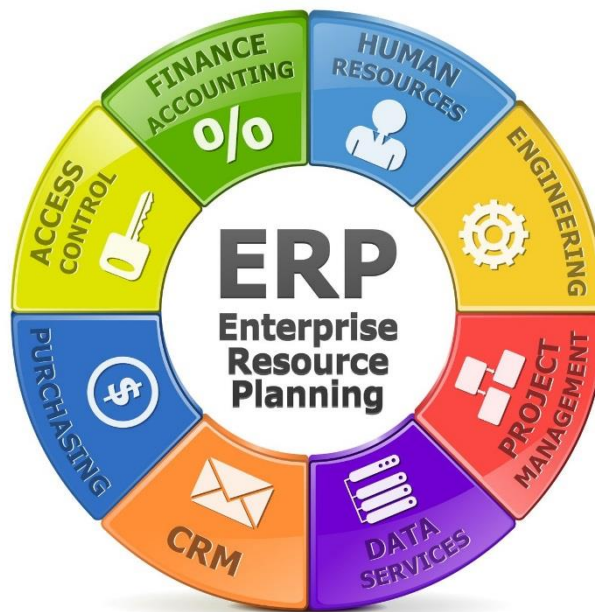 ERP
Enterprise
Resource
Planning
FINANCE
ACCOUNTING
%
HUMAN
RESOURCES
ENGINEERING
PROJECT
MANAGEMENT
DATA
SERVICES
CRM
PURCHASING
$
ACCESS
CONTROL